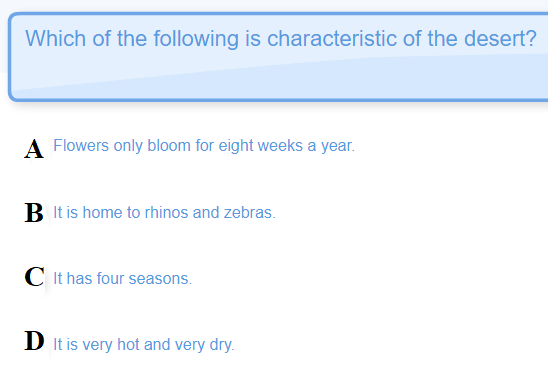 Which of the following is characteristic of the desert?
A Flowers only bloom for eight weeks a year.
B It is home to rhinos and zebras.
C It has four seasons.
D It is very hot and very dry.